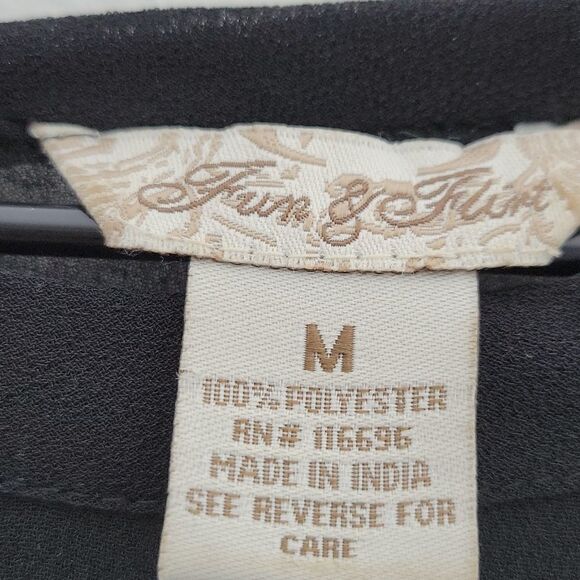 Fun & Flirt
M
100% POLYESTER
RN# 116696
MADE IN INDIA
SEE REVERSE FOR
CARE